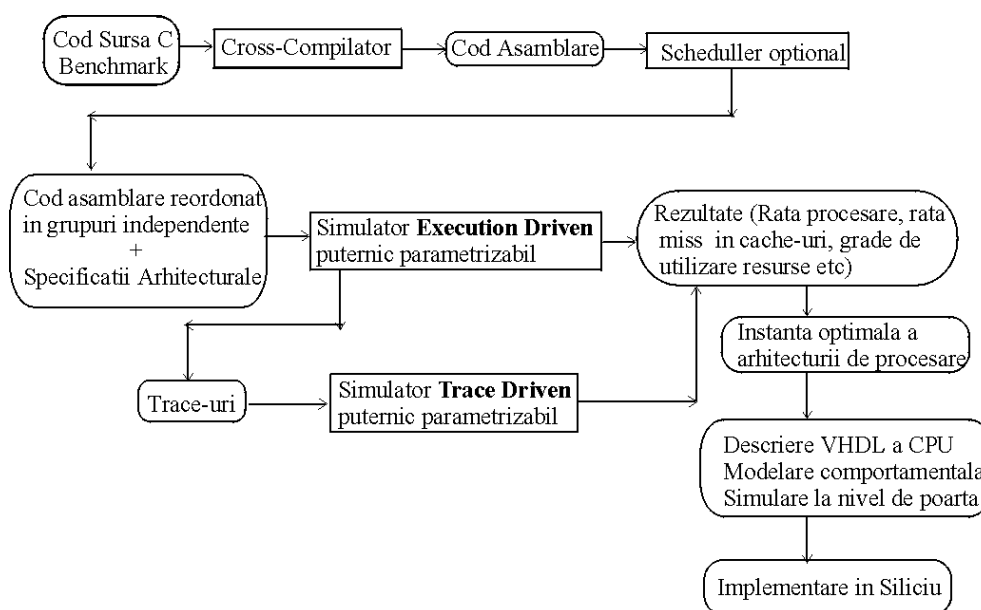 Cod Sursa C
Benchmark
Cross-Compilator
Cod Asamblare
Scheduller optional
Cod asamblare reordonat
in grupuri independente
+
Specificatii Arhitecturale
Simulator Execution Driven
puternic parametrizabil
Rezultate (Rata procesare, rata
miss in cache-uri, grade de
utilizare resurse etc)
Instanta optimala a
arhitecturii de procesare
Trace-uri
Simulator Trace Driven
puternic parametrizabil
Descriere VHDL a CPU
Modelare comportamentala
Simulare la nivel de poarta
Implementare in Siliciu